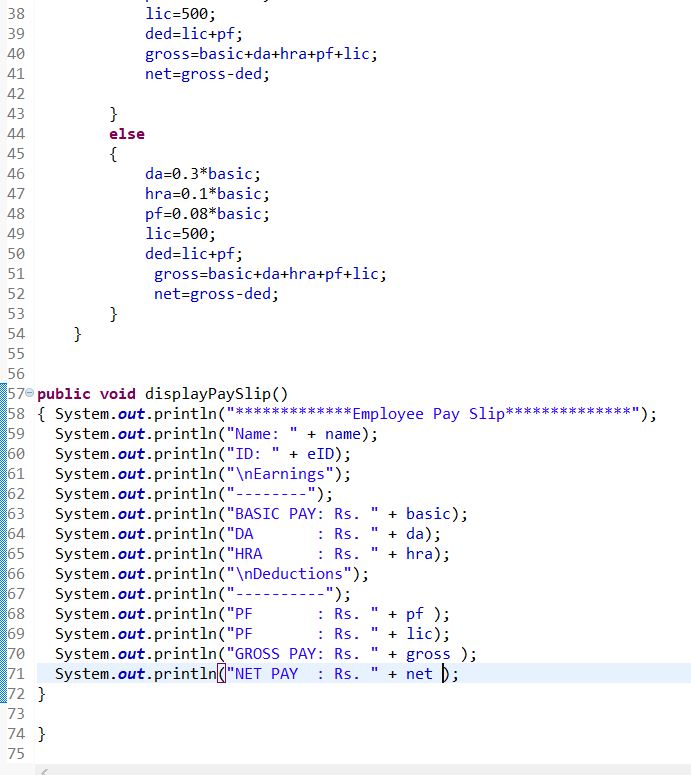 38 lic=500;
39 ded=lic+pf;
40 gross=basic+da+hra+pf+lic;
41 net=gross-ded;
42
43 }
44 else
45 {
46 da=0.3*basic;
47 hra=0.1*basic;
48 pf=0.08*basic;
49 lic=500;
50 ded=lic+pf;
51 gross=basic+da+hra+pf+lic;
52 net=gross-ded;
53 }
54 }
55
56
57 public void displayPaySlip()
58 { System.out.println("*************Employee Pay Slip**************");
59 System.out.println("Name: " + name);
60 System.out.println("ID: " + eID);
61 System.out.println("\nEarnings");
62 System.out.println("--------");
63 System.out.println("BASIC PAY: Rs. " + basic);
64 System.out.println("DA       : Rs. " + da);
65 System.out.println("HRA      : Rs. " + hra);
66 System.out.println("\nDeductions");
67 System.out.println("----------");
68 System.out.println("PF       : Rs. " + pf );
69 System.out.println("PF       : Rs. " + lic);
70 System.out.println("GROSS PAY: Rs. " + gross );
71 System.out.println("NET PAY  : Rs. " + net );
72 }
73
74 }
75